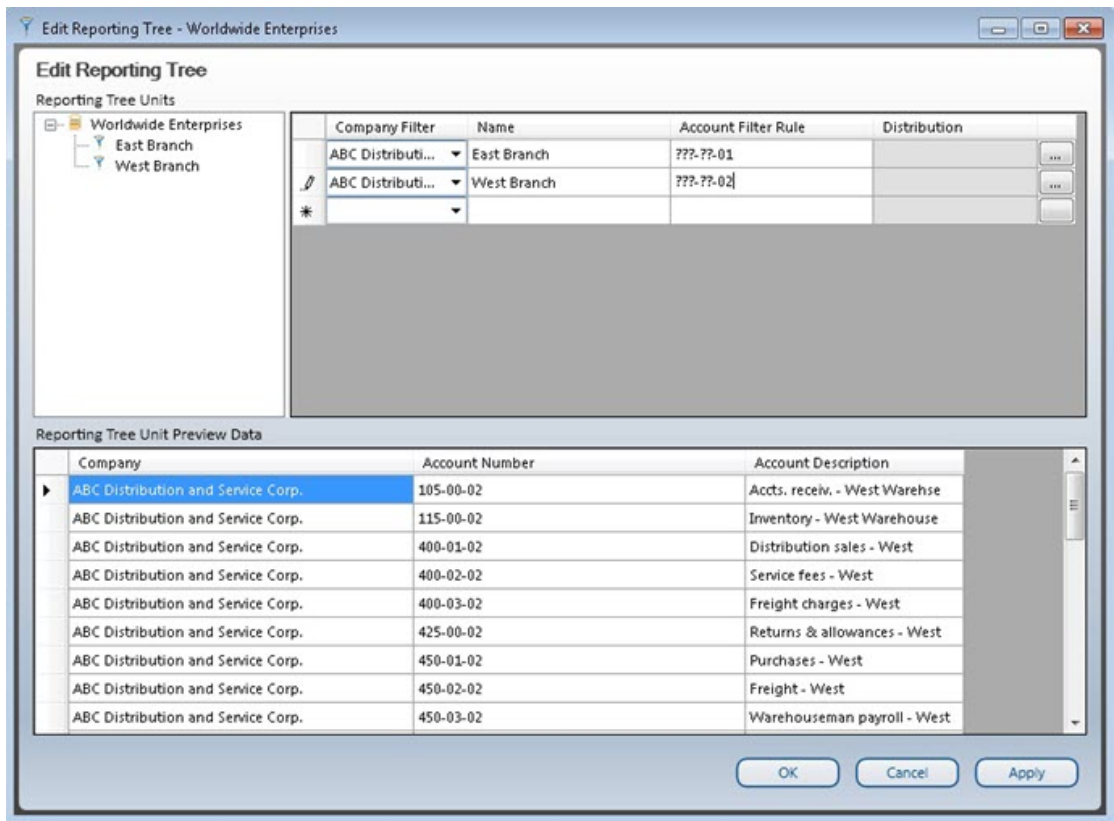 Edit Reporting Tree - Worldwide Enterprises
Edit Reporting Tree
Reporting Tree Units
Worldwide Enterprises
East Branch
West Branch
Company Filter Name Account Filter Rule Distribution
ABC Distributi... East Branch ???-??-01 ...
ABC Distributi... West Branch ???-??-02 ...
Reporting Tree Unit Preview Data
Company Account Number Account Description
ABC Distribution and Service Corp. 105-00-02 Accts. receiv. - West Warehse
ABC Distribution and Service Corp. 115-00-02 Inventory - West Warehouse
ABC Distribution and Service Corp. 400-01-02 Distribution sales - West
ABC Distribution and Service Corp. 400-02-02 Service fees - West
ABC Distribution and Service Corp. 400-03-02 Freight charges - West
ABC Distribution and Service Corp. 425-00-02 Returns & allowances - West
ABC Distribution and Service Corp. 450-01-02 Purchases - West
ABC Distribution and Service Corp. 450-02-02 Freight - West
ABC Distribution and Service Corp. 450-03-02 Warehouseman payroll - West
OK Cancel Apply